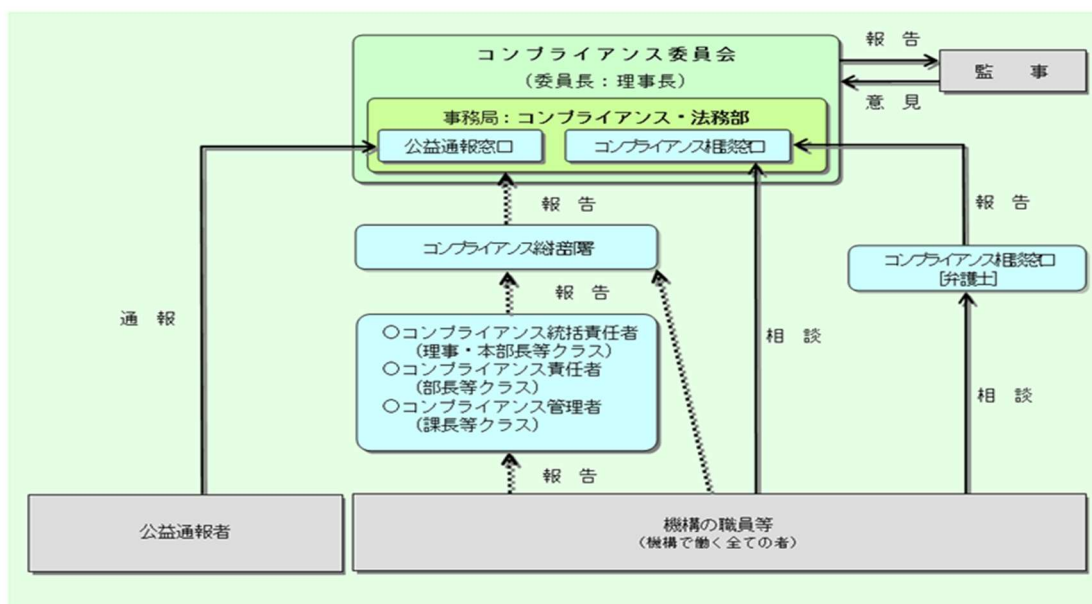 コンプライアンス委員会
(委員長：理事長)
報 告
監 事
意 見
事務局：コンプライアンス・法務部
公益通報窓口
コンプライアンス相談窓口
報 告
報 告
コンプライアンス総括部署
コンプライアンス相談窓口
[弁護士]
報 告
通 報
○コンプライアンス統括責任者
(理事・本部長等クラス)
○コンプライアンス責任者
(部長等クラス)
○コンプライアンス管理者
(課長等クラス)
相 談
相 談
報 告
公益通報者
機構の職員等
(機構で働く全ての者)